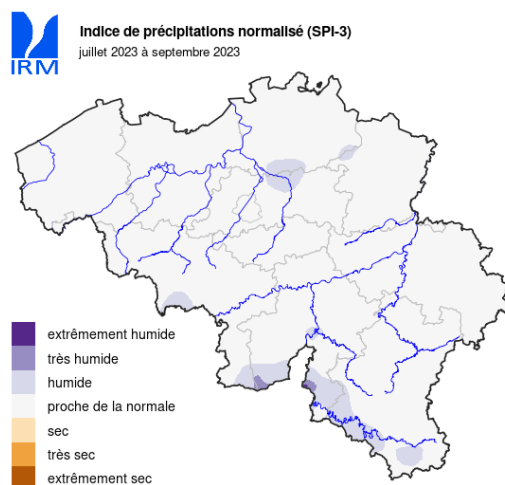 Indice de précipitations normalisé (SPI-3)
juillet 2023 à septembre 2023
IRM
extrêmement humide
très humide
humide
proche de la normale
sec
très sec
extrêmement sec